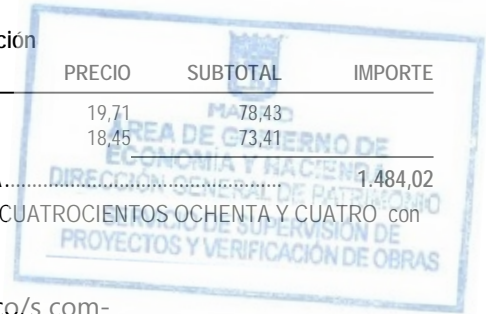 ción
PRECIO SUBTOTAL IMPORTE
19,71 78,43
18,45 73,41
A.................................................... 1.484,02
CUATROCIENTOS OCHENTA Y CUATRO con
co/s com-
MADRID
ÁREA DE GOBIERNO DE
ECONOMÍA Y HACIENDA
DIRECCIÓN GENERAL DE PATRIMONIO
SERVICIO DE SUPERVISIÓN DE
PROYECTOS Y VERIFICACIÓN DE OBRAS